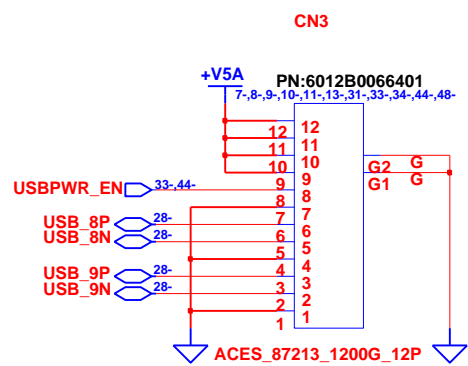 CN3
+V5A
PN:6012B0066401
7-,8-,9-,10-,11-,13-,31-,33-,34-,44-,48-
12 12
11 11
10 10
9 9
USBPWR_EN 33-,44- 8 8
7 7
USB_8P 28- 6 6
USB_8N 28- 5 5
4 4
USB_9P 28- 3 3
USB_9N 28- 2 2
1 1
G2 G
G1 G
ACES_87213_1200G_12P